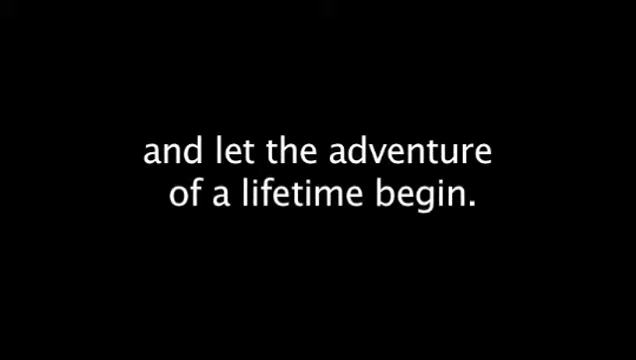 and let the adventure
of a lifetime begin.